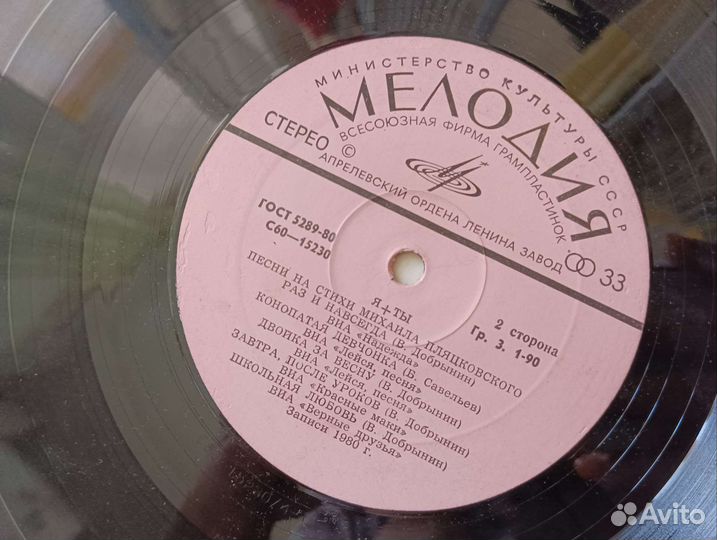 МИНИСТЕРСТВО КУЛЬТУРЫ СССР
МЕЛОДИЯ
ВСЕСОЮЗНАЯ ФИРМА ГРАМПЛАСТИНОК
СТЕРЕО ©
АПРЕЛЕВСКИЙ ОРДЕНА ЛЕНИНА ЗАВОД
33
ГОСТ 5289-80
С60—15230
2 сторона
Гр. 3. 1-90
Я+ТЫ
ПЕСНИ НА СТИХИ МИХАИЛА ПЛЯЦКОВСКОГО
РАЗ И НАВСЕГДА (В. Добрынин)
ВИА «Надежда»
КОНОПАТАЯ ДЕВЧОНКА (Б. Савельев)
ВИА «Лейся, песня»
ДВОЙКА ЗА ВЕСНУ (В. Добрынин)
ВИА «Лейся, песня»
ЗАВТРА, ПОСЛЕ УРОКОВ (В. Добрынин)
ВИА «Красные маки»
ШКОЛЬНАЯ ЛЮБОВЬ (В. Добрынин)
ВИА «Верные друзья»
Записи 1980 г.
Avito